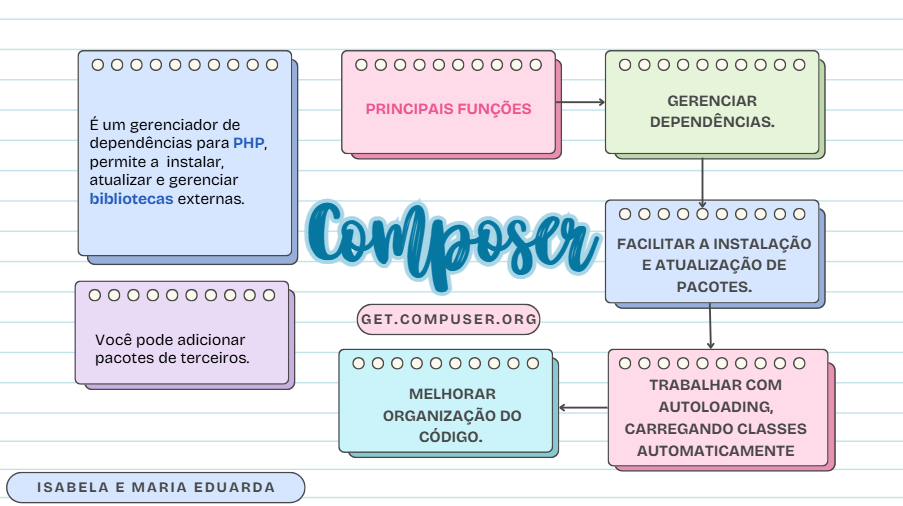 É um gerenciador de
dependências para PHP,
permite a instalar,
atualizar e gerenciar
bibliotecas externas.
Você pode adicionar
pacotes de terceiros.
Composer
GET.COMPUSER.ORG
PRINCIPAIS FUNÇÕES
GERENCIAR
DEPENDÊNCIAS.
FACILITAR A INSTALAÇÃO
E ATUALIZAÇÃO DE
PACOTES.
TRABALHAR COM
AUTOLOADING,
CARREGANDO CLASSES
AUTOMATICAMENTE
MELHORAR
ORGANIZAÇÃO DO
CÓDIGO.
ISABELA E MARIA EDUARDA